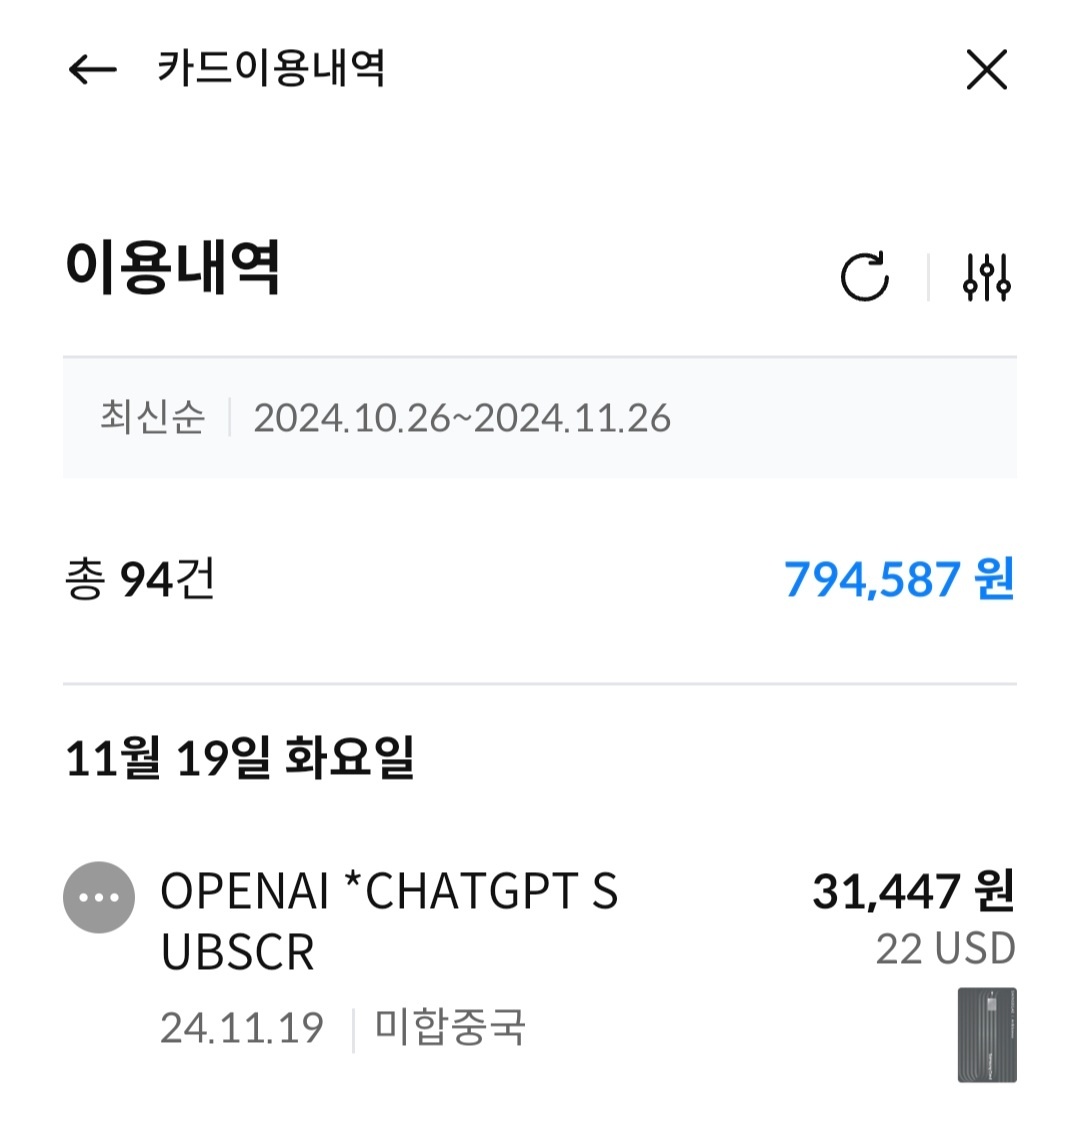 카드이용내역
이용내역
최신순 2024.10.26~2024.11.26
총 94건 794,587 원
11월 19일 화요일
OPENAI *CHATGPT S 31,447 원
UBSCR 22 USD
24.11.19 미합중국